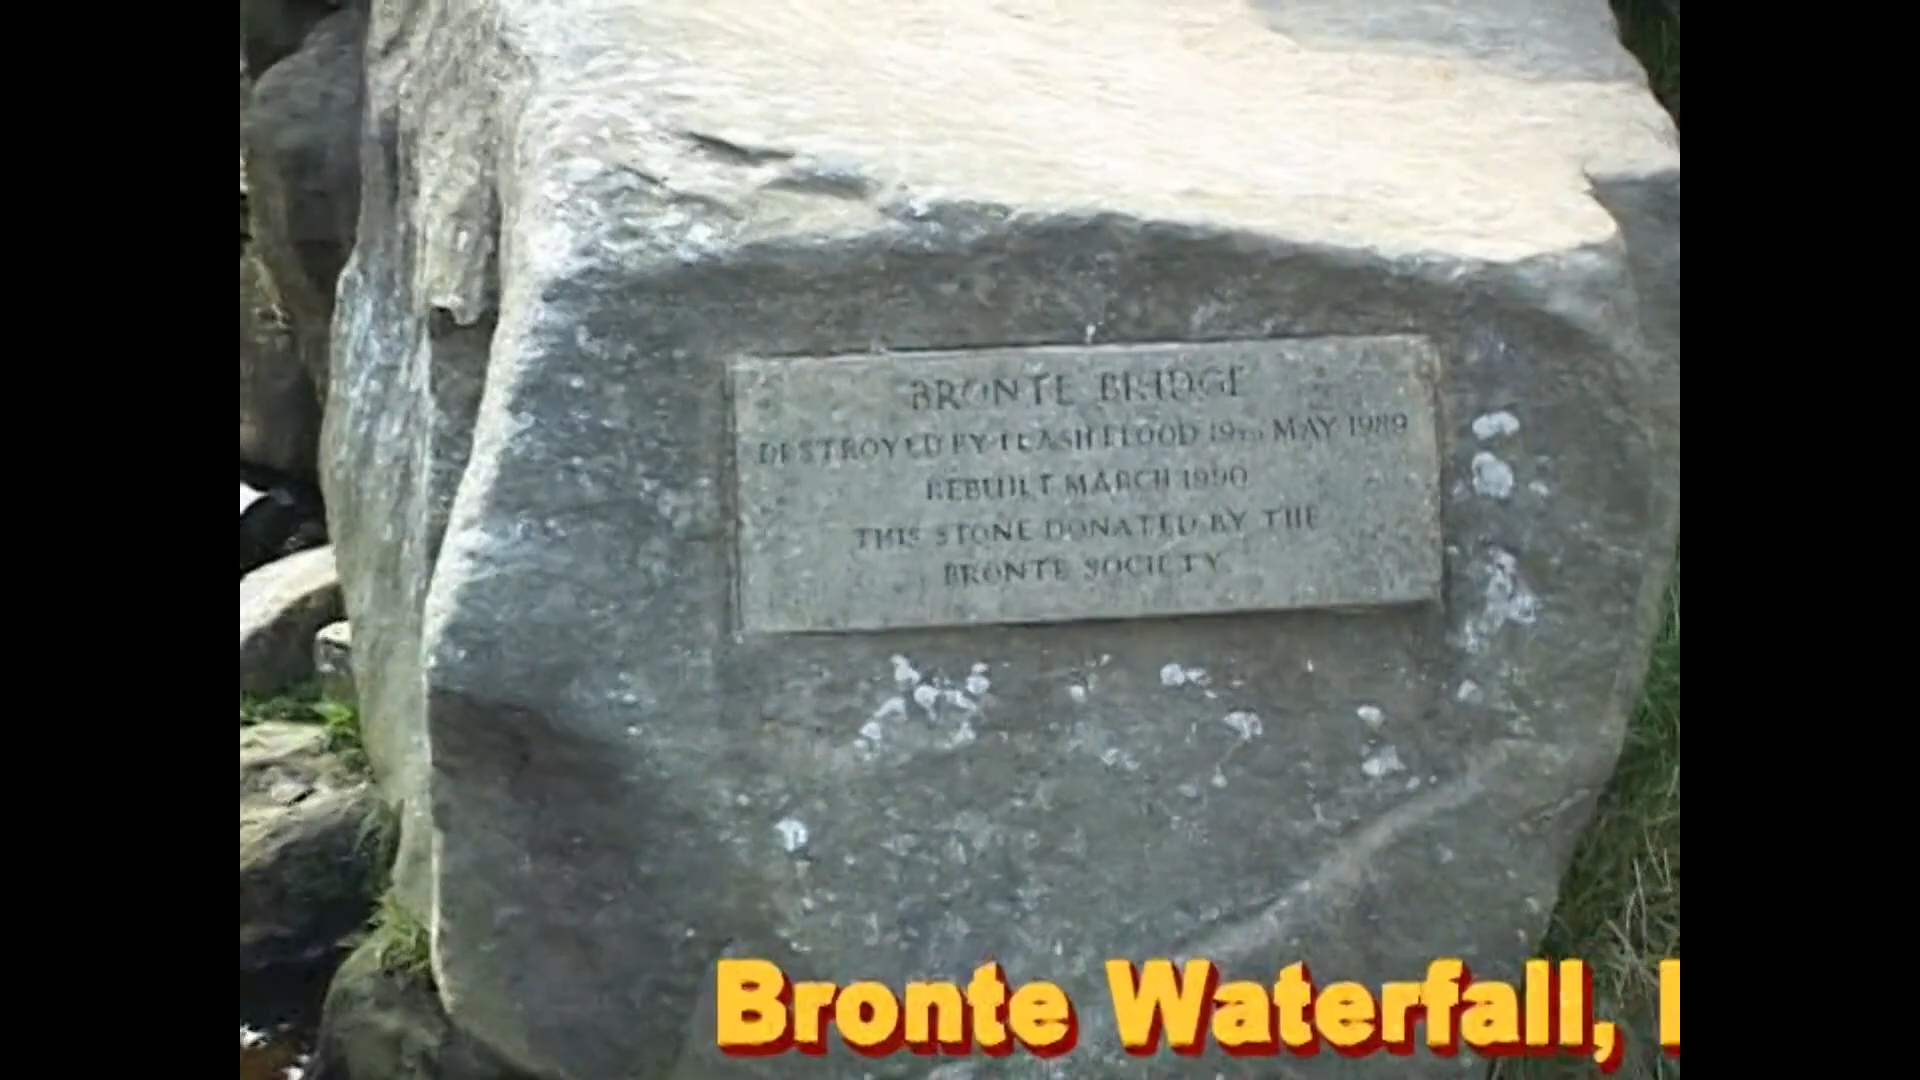 BRONTE BRIDGE
DESTROYED BY FLASH FLOOD 19TH MAY 1989
REBUILT MARCH 1990
THIS STONE DONATED BY THE
BRONTE SOCIETY
Bronte Waterfall,